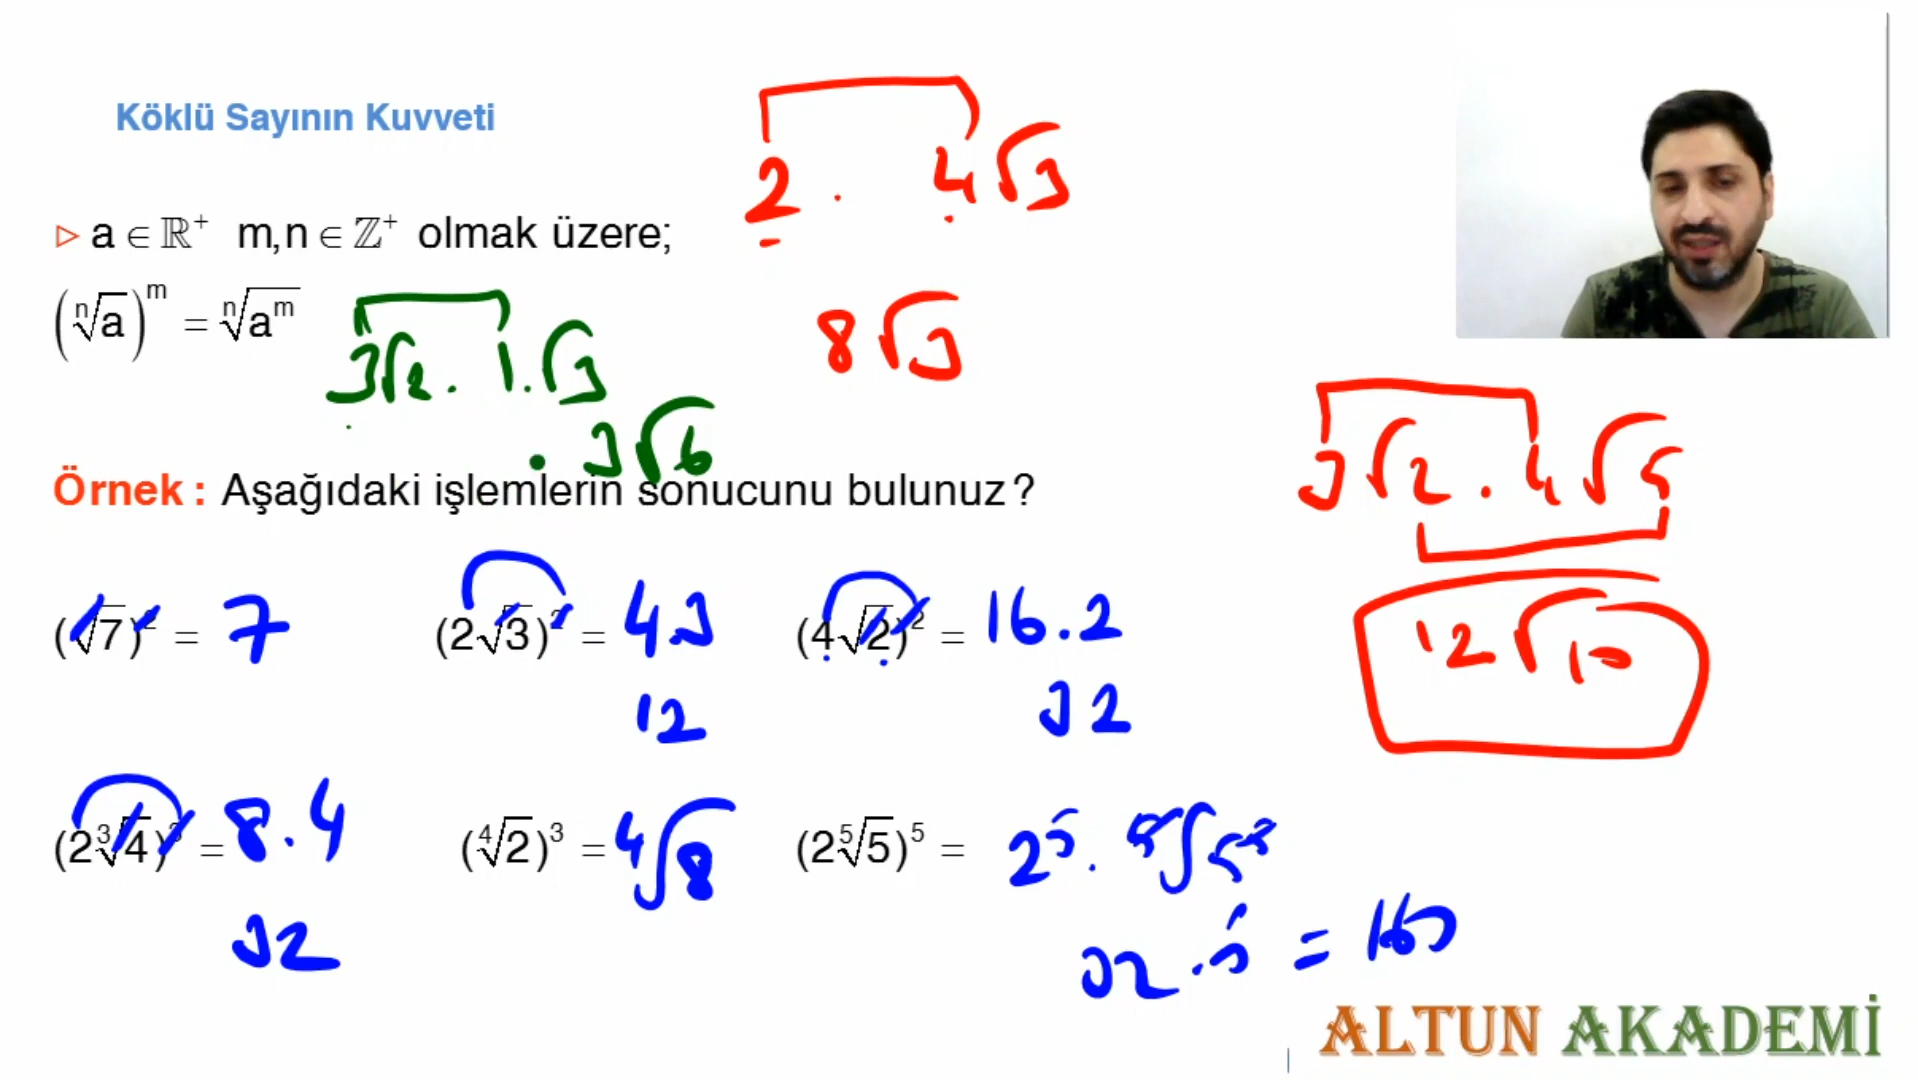 Köklü Sayının Kuvveti
2 . 4√3
▷ a ∈ ℝ⁺ m,n ∈ ℤ⁺ olmak üzere;
(ⁿ√a)ᵐ = ⁿ√aᵐ
8√3
3√2 . 1.√3
3√6
3√2 . 4√5
12√10
Örnek : Aşağıdaki işlemlerin sonucunu bulunuz ?
(√7)² = 7
(2√3)² = 4.3
12
(4√2)² = 16.2
32
(2∛4)³ = 8.4
32
(⁴√2)³ = ⁴√8
(2⁵√5)⁵ = 2⁵ . ⁵√5⁵
32 . 5 = 160
ALTUN AKADEMİ